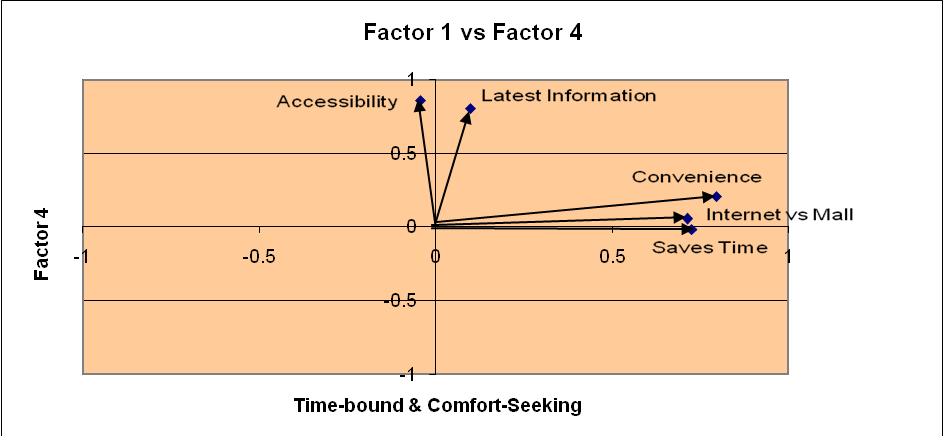 Factor 1 vs Factor 4
1
Accessibility
Latest Information
0.5
Convenience
Internet vs Mall
0
Saves Time
-1
-0.5
0
0.5
1
-0.5
-1
Factor 4
Time-bound & Comfort-Seeking